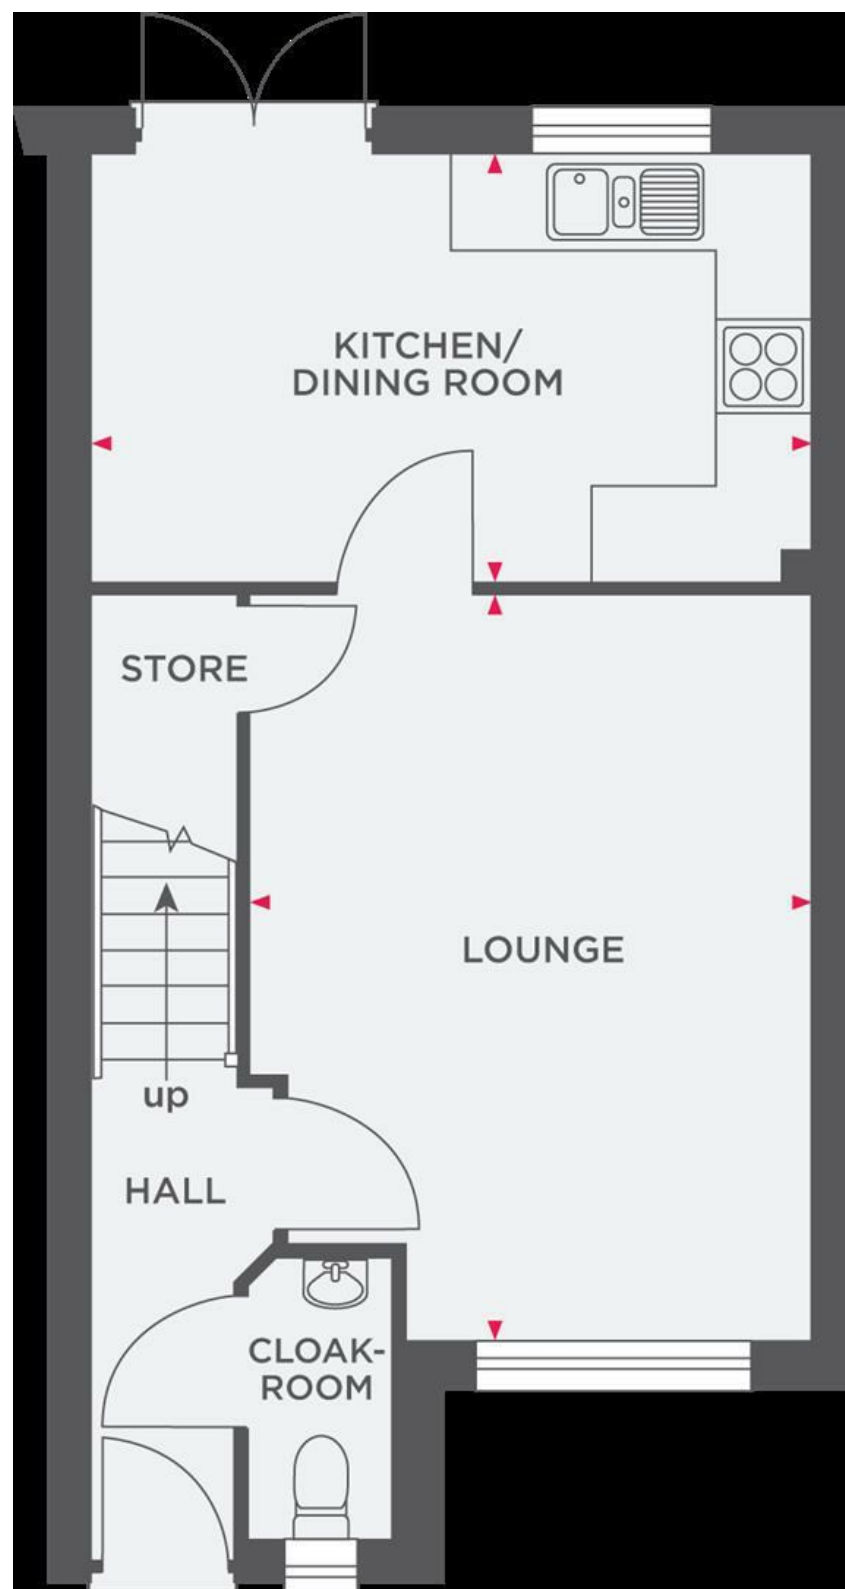 KITCHEN/
DINING ROOM
STORE
LOUNGE
up
HALL
CLOAK-
ROOM